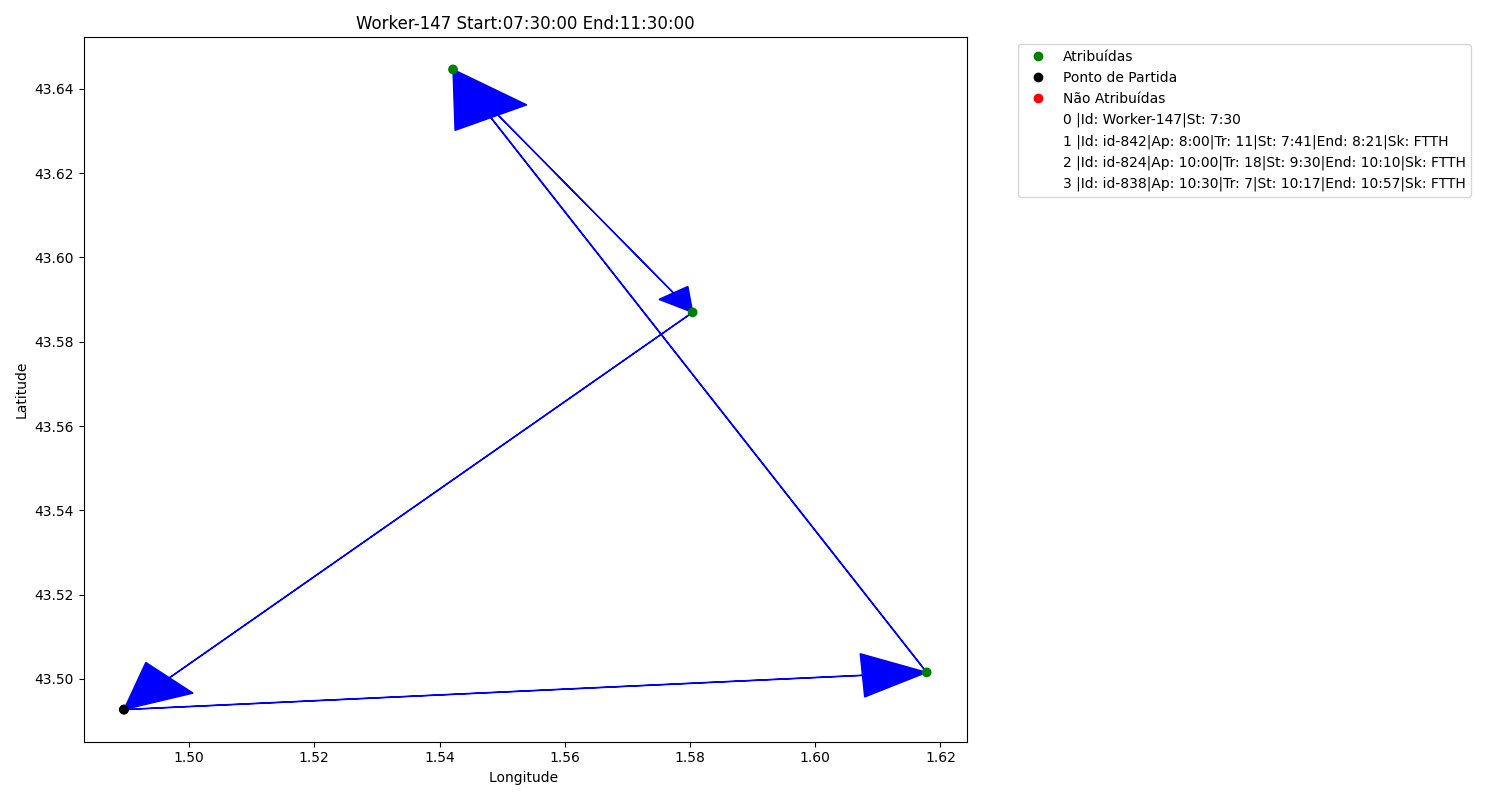 Worker-147 Start:07:30:00 End:11:30:00
43.64
43.62
43.60
43.58
43.56
43.54
43.52
43.50
Latitude
1.50 1.52 1.54 1.56 1.58 1.60 1.62
Longitude
Atribuídas
Ponto de Partida
Não Atribuídas
0 |Id: Worker-147|St: 7:30
1 |Id: id-842|Ap: 8:00|Tr: 11|St: 7:41|End: 8:21|Sk: FTTH
2 |Id: id-824|Ap: 10:00|Tr: 18|St: 9:30|End: 10:10|Sk: FTTH
3 |Id: id-838|Ap: 10:30|Tr: 7|St: 10:17|End: 10:57|Sk: FTTH